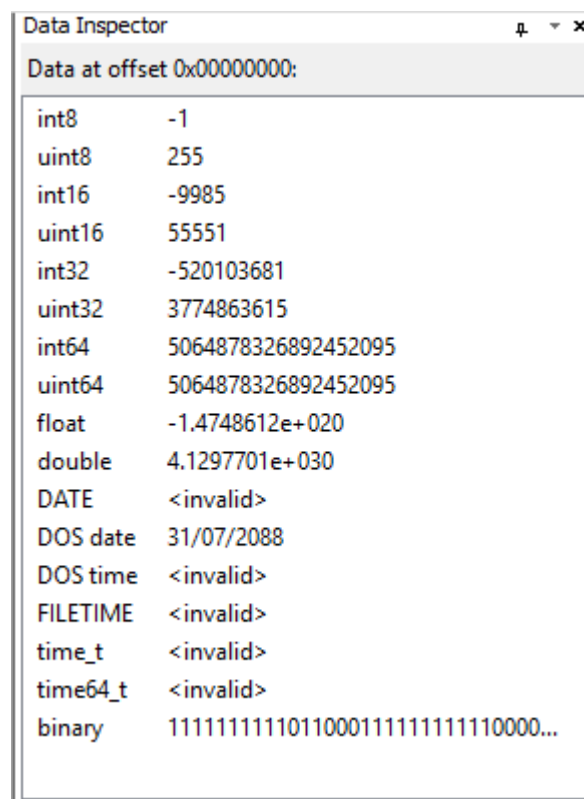 Data Inspector
Data at offset 0x00000000:
int8 -1
uint8 255
int16 -9985
uint16 55551
int32 -520103681
uint32 3774863615
int64 5064878326892452095
uint64 5064878326892452095
float -1.4748612e+020
double 4.1297701e+030
DATE <invalid>
DOS date 31/07/2088
DOS time <invalid>
FILETIME <invalid>
time_t <invalid>
time64_t <invalid>
binary 1111111111011000111111111110000...